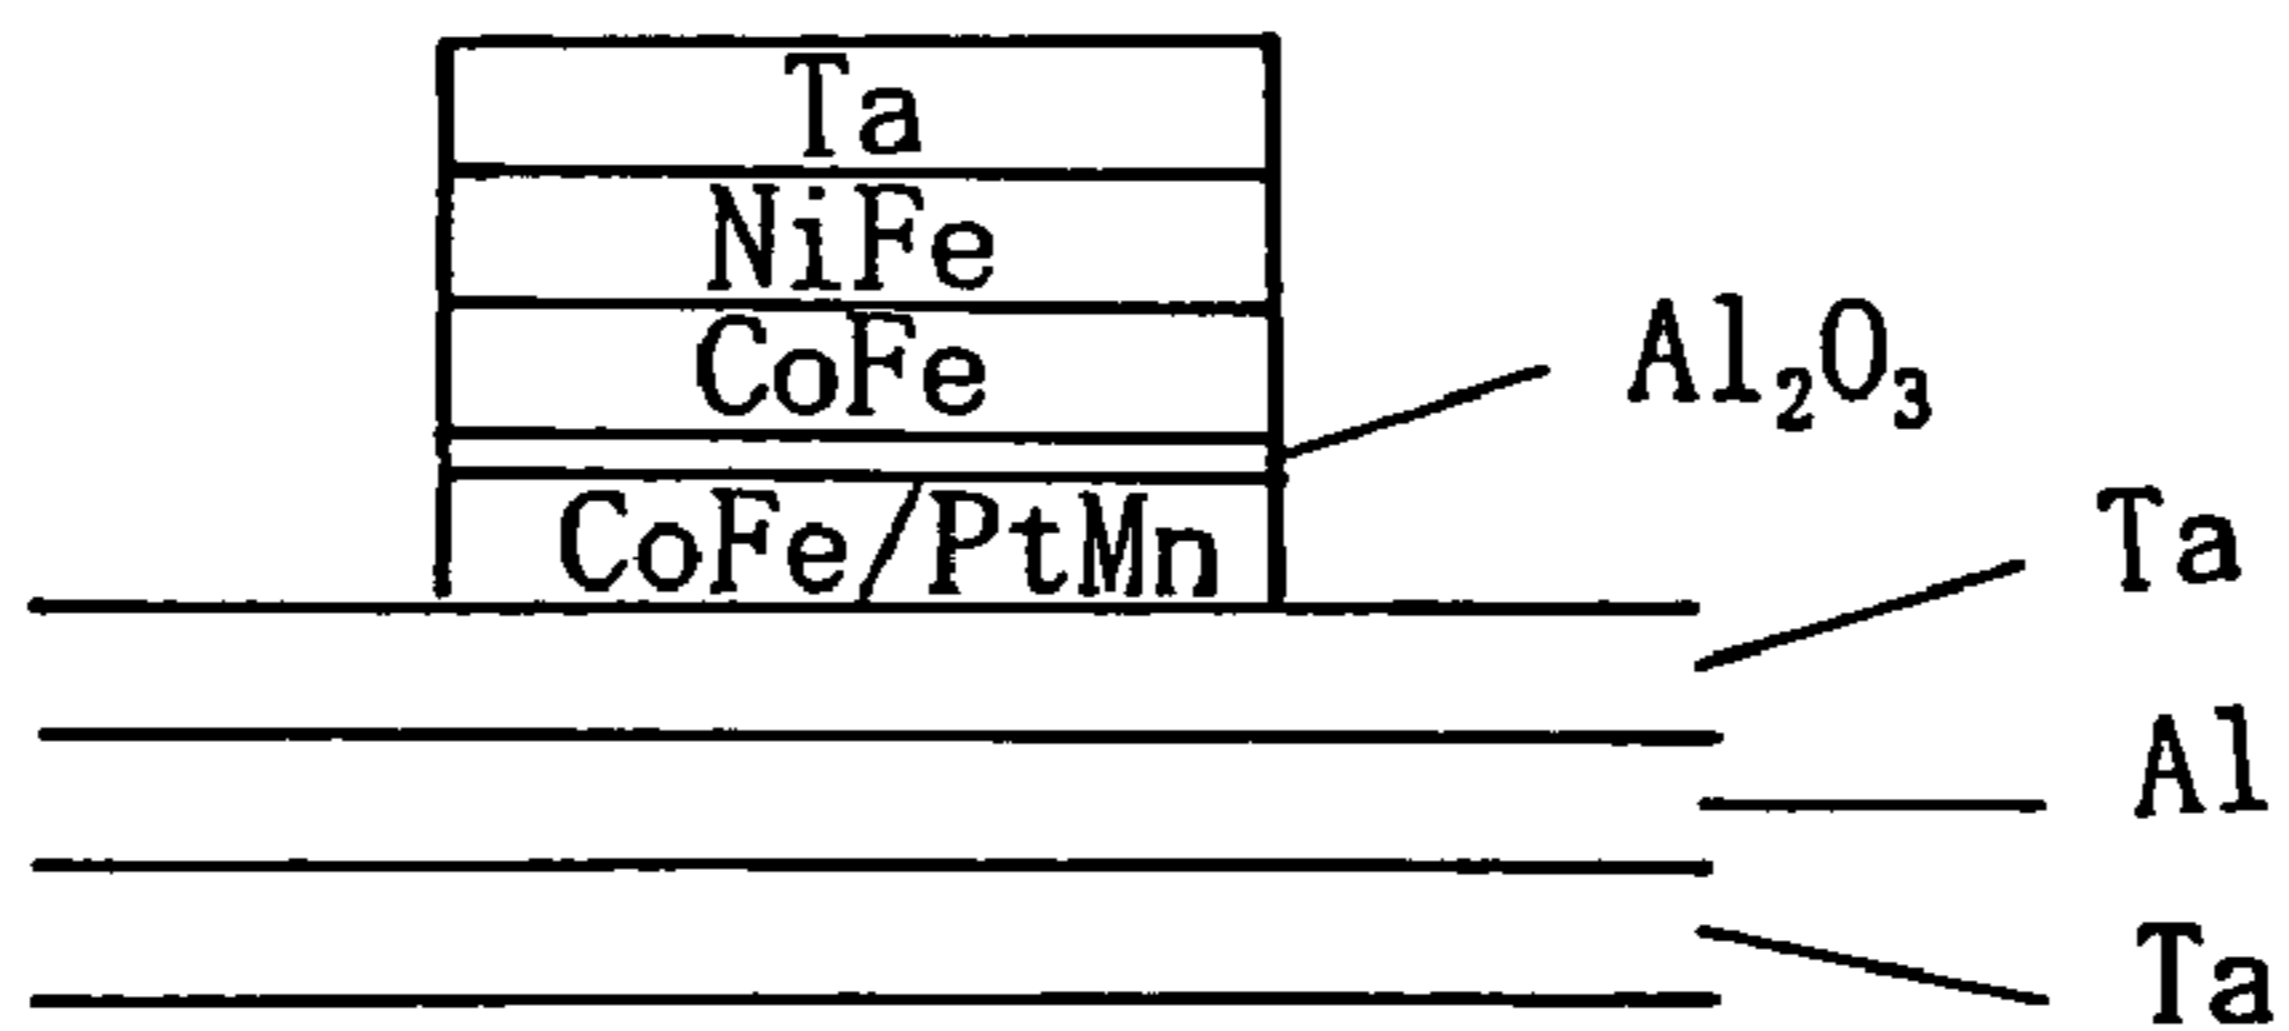 Ta
NiFe
CoFe
Al₂O₃
CoFe/PtMn
Ta
Al
Ta